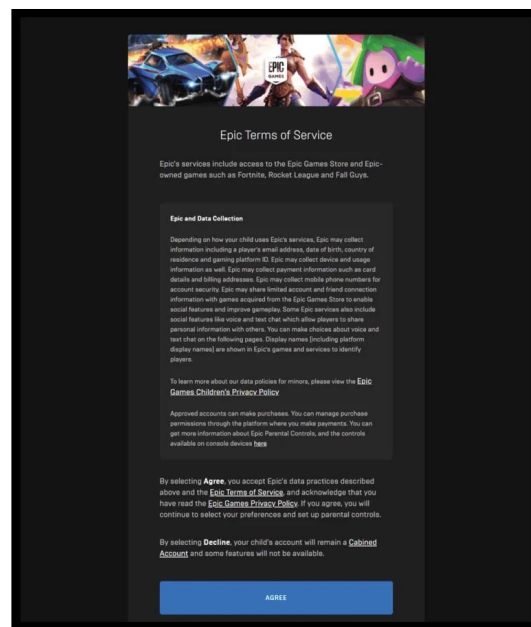 EPIC
GAMES
Epic Terms of Service
Epic's services include access to the Epic Games Store and Epic-
owned games such as Fortnite, Rocket League and Fall Guys.
Epic and Data Collection
Depending on how your child uses Epic's services, Epic may collect
information including a player's email address, date of birth, country of
residence and gaming platform ID. Epic may collect device and usage
information as well. Epic may collect payment information such as card
details and billing addresses. Epic may collect mobile phone numbers for
account security. Epic may share limited account and friend connection
information with games acquired from the Epic Games Store to enable
social features and improve gameplay. Some Epic services also include
social features like voice and text chat which allow players to share
personal information with others. You can make choices about voice and
text chat on the following pages. Display names (including platform
display names) are shown in Epic's games and services to identify
players.
To learn more about our data policies for minors, please view the Epic
Games Children's Privacy Policy
Approved accounts can make purchases. You can manage purchase
permissions through the platform where you make payments. You can
get more information about Epic Parental Controls, and the controls
available on console devices here
By selecting Agree, you accept Epic's data practices described
above and the Epic Terms of Service, and acknowledge that you
have read the Epic Games Privacy Policy. If you agree, you will
continue to select your preferences and set up parental controls.
By selecting Decline, your child's account will remain a Cabined
Account and some features will not be available.
AGREE